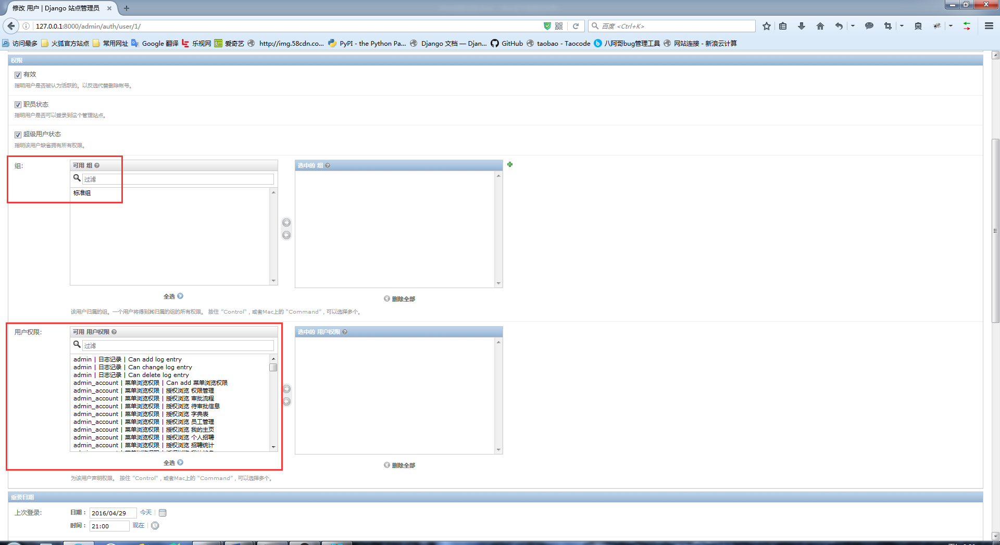 修改 用户 | Django 站点管理员
127.0.0.1:8000/admin/auth/user/1/
百度 <Ctrl+K>
访问最多 火狐官方站点 常用网址 Google 翻译 乐视网 爱奇艺 http://img.58cdn.co... PyPI - the Python Pa... Django 文档 — Djan... GitHub taobao - Taocode 八阿哥bug管理工具 网站连接 - 新浪云计算
权限
有效
指明用户是否被认为活跃的。以反选代替删除帐号。
职员状态
指明用户是否可以登录到这个管理站点。
超级用户状态
指明该用户缺省拥有所有权限。
组:
可用 组
过滤
标准组
全选
选中的 组
删除全部
该用户归属的组。一个用户将得到其归属的组的所有权限。 按住 "Control"，或者Mac上的 "Command"，可以选择多个。
用户权限:
可用 用户权限
过滤
admin | 日志记录 | Can add log entry
admin | 日志记录 | Can change log entry
admin | 日志记录 | Can delete log entry
admin_account | 菜单浏览权限 | Can add 菜单浏览权限
admin_account | 菜单浏览权限 | 授权浏览 权限管理
admin_account | 菜单浏览权限 | 授权浏览 审批流程
admin_account | 菜单浏览权限 | 授权浏览 待审批信息
admin_account | 菜单浏览权限 | 授权浏览 字典表
admin_account | 菜单浏览权限 | 授权浏览 员工管理
admin_account | 菜单浏览权限 | 授权浏览 我的主页
admin_account | 菜单浏览权限 | 授权浏览 个人招聘
admin_account | 菜单浏览权限 | 授权浏览 招聘统计
全选
选中的 用户权限
删除全部
为该用户声明权限。 按住 "Control"，或者Mac上的 "Command"，可以选择多个。
重要日期
上次登录:
日期： 2016/04/29 今天
时间： 21:00 现在